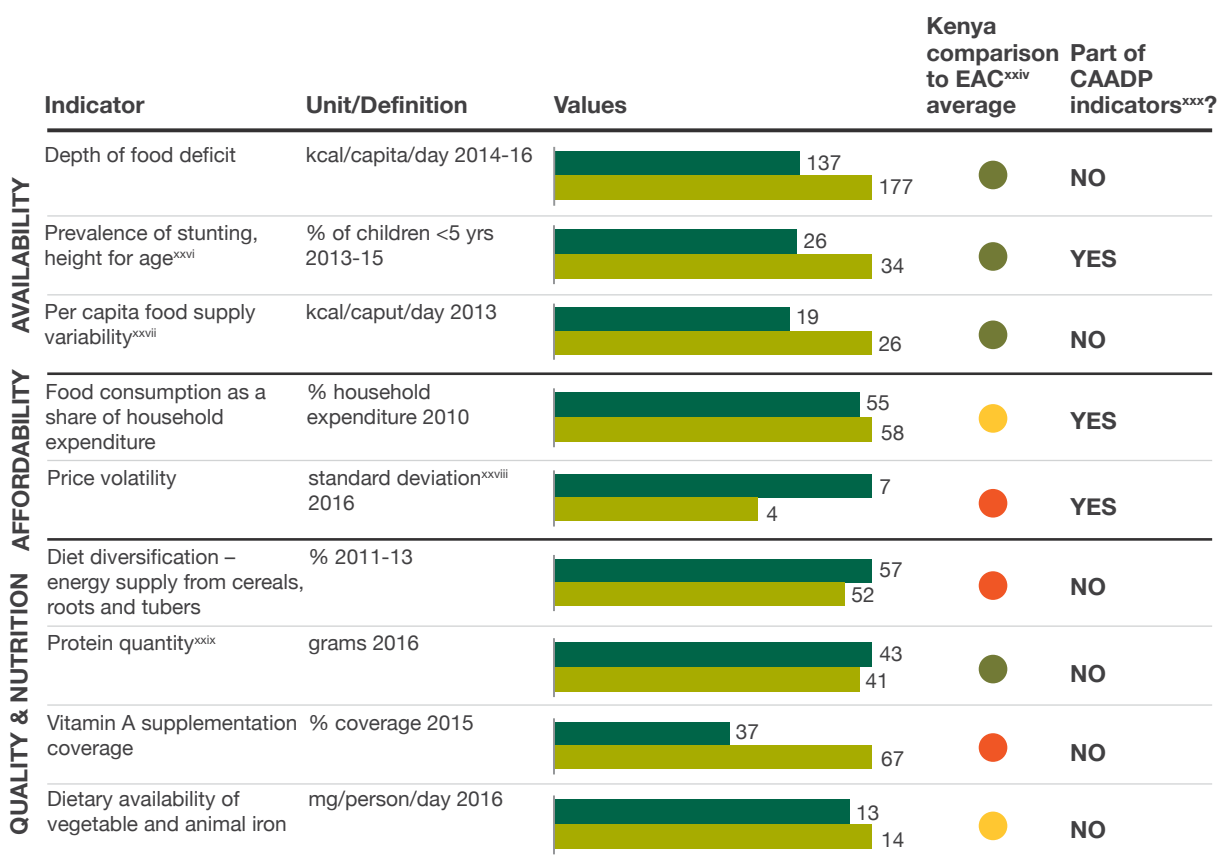 Kenya
comparison
to EACxxiv
average
Part of
CAADP
indicatorsxxx?
Indicator
Unit/Definition
Values
AVAILABILITY
Depth of food deficit
kcal/capita/day 2014-16
137
177
NO
Prevalence of stunting,
height for agexxvi
% of children <5 yrs
2013-15
26
34
YES
Per capita food supply
variabilityxxvii
kcal/caput/day 2013
19
26
NO
AFFORDABILITY
Food consumption as a
share of household
expenditure
% household
expenditure 2010
55
58
YES
Price volatility
standard deviationxxviii
2016
7
4
YES
QUALITY & NUTRITION
Diet diversification –
energy supply from cereals,
roots and tubers
% 2011-13
57
52
NO
Protein quantityxxix
grams 2016
43
41
NO
Vitamin A supplementation
coverage
% coverage 2015
37
67
NO
Dietary availability of
vegetable and animal iron
mg/person/day 2016
13
14
NO